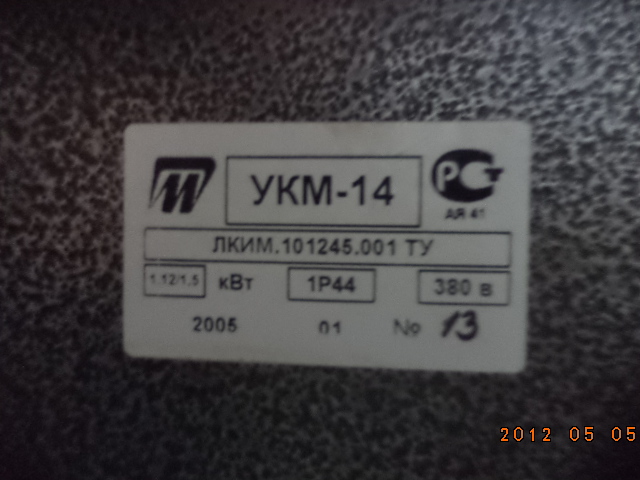 М УКМ-14 РСТ
АЯ 41
ЛКИМ.101245.001 ТУ
1.12/1,5 кВт 1Р44 380 в
2005 01 № 13
2012 05 05